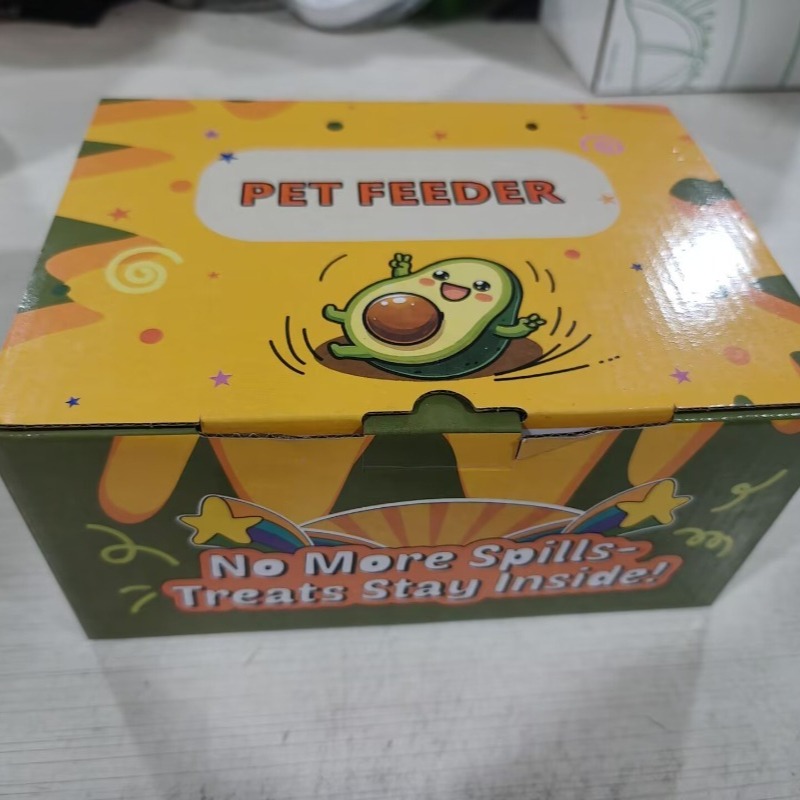 PET FEEDER
No More Spills-
Treats Stay Inside!